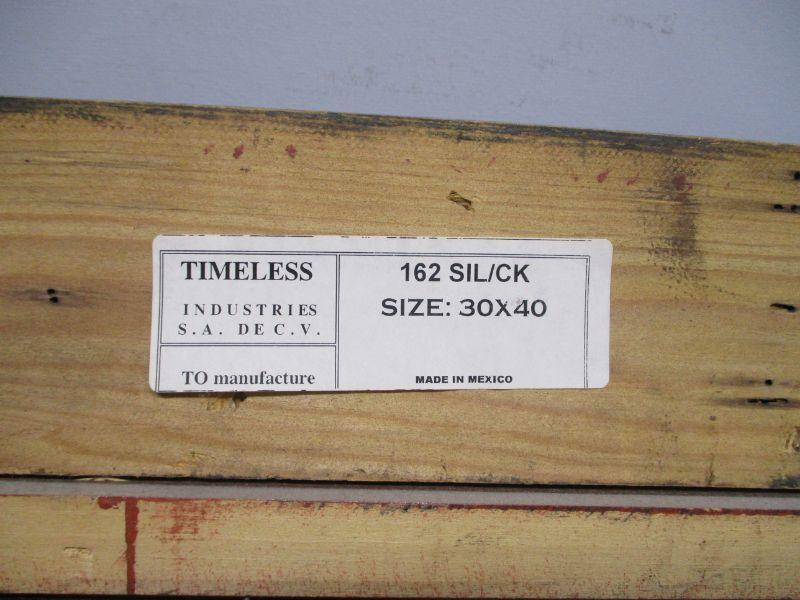 TIMELESS
INDUSTRIES
S.A. DE C.V.
TO manufacture
162 SIL/CK
SIZE: 30X40
MADE IN MEXICO